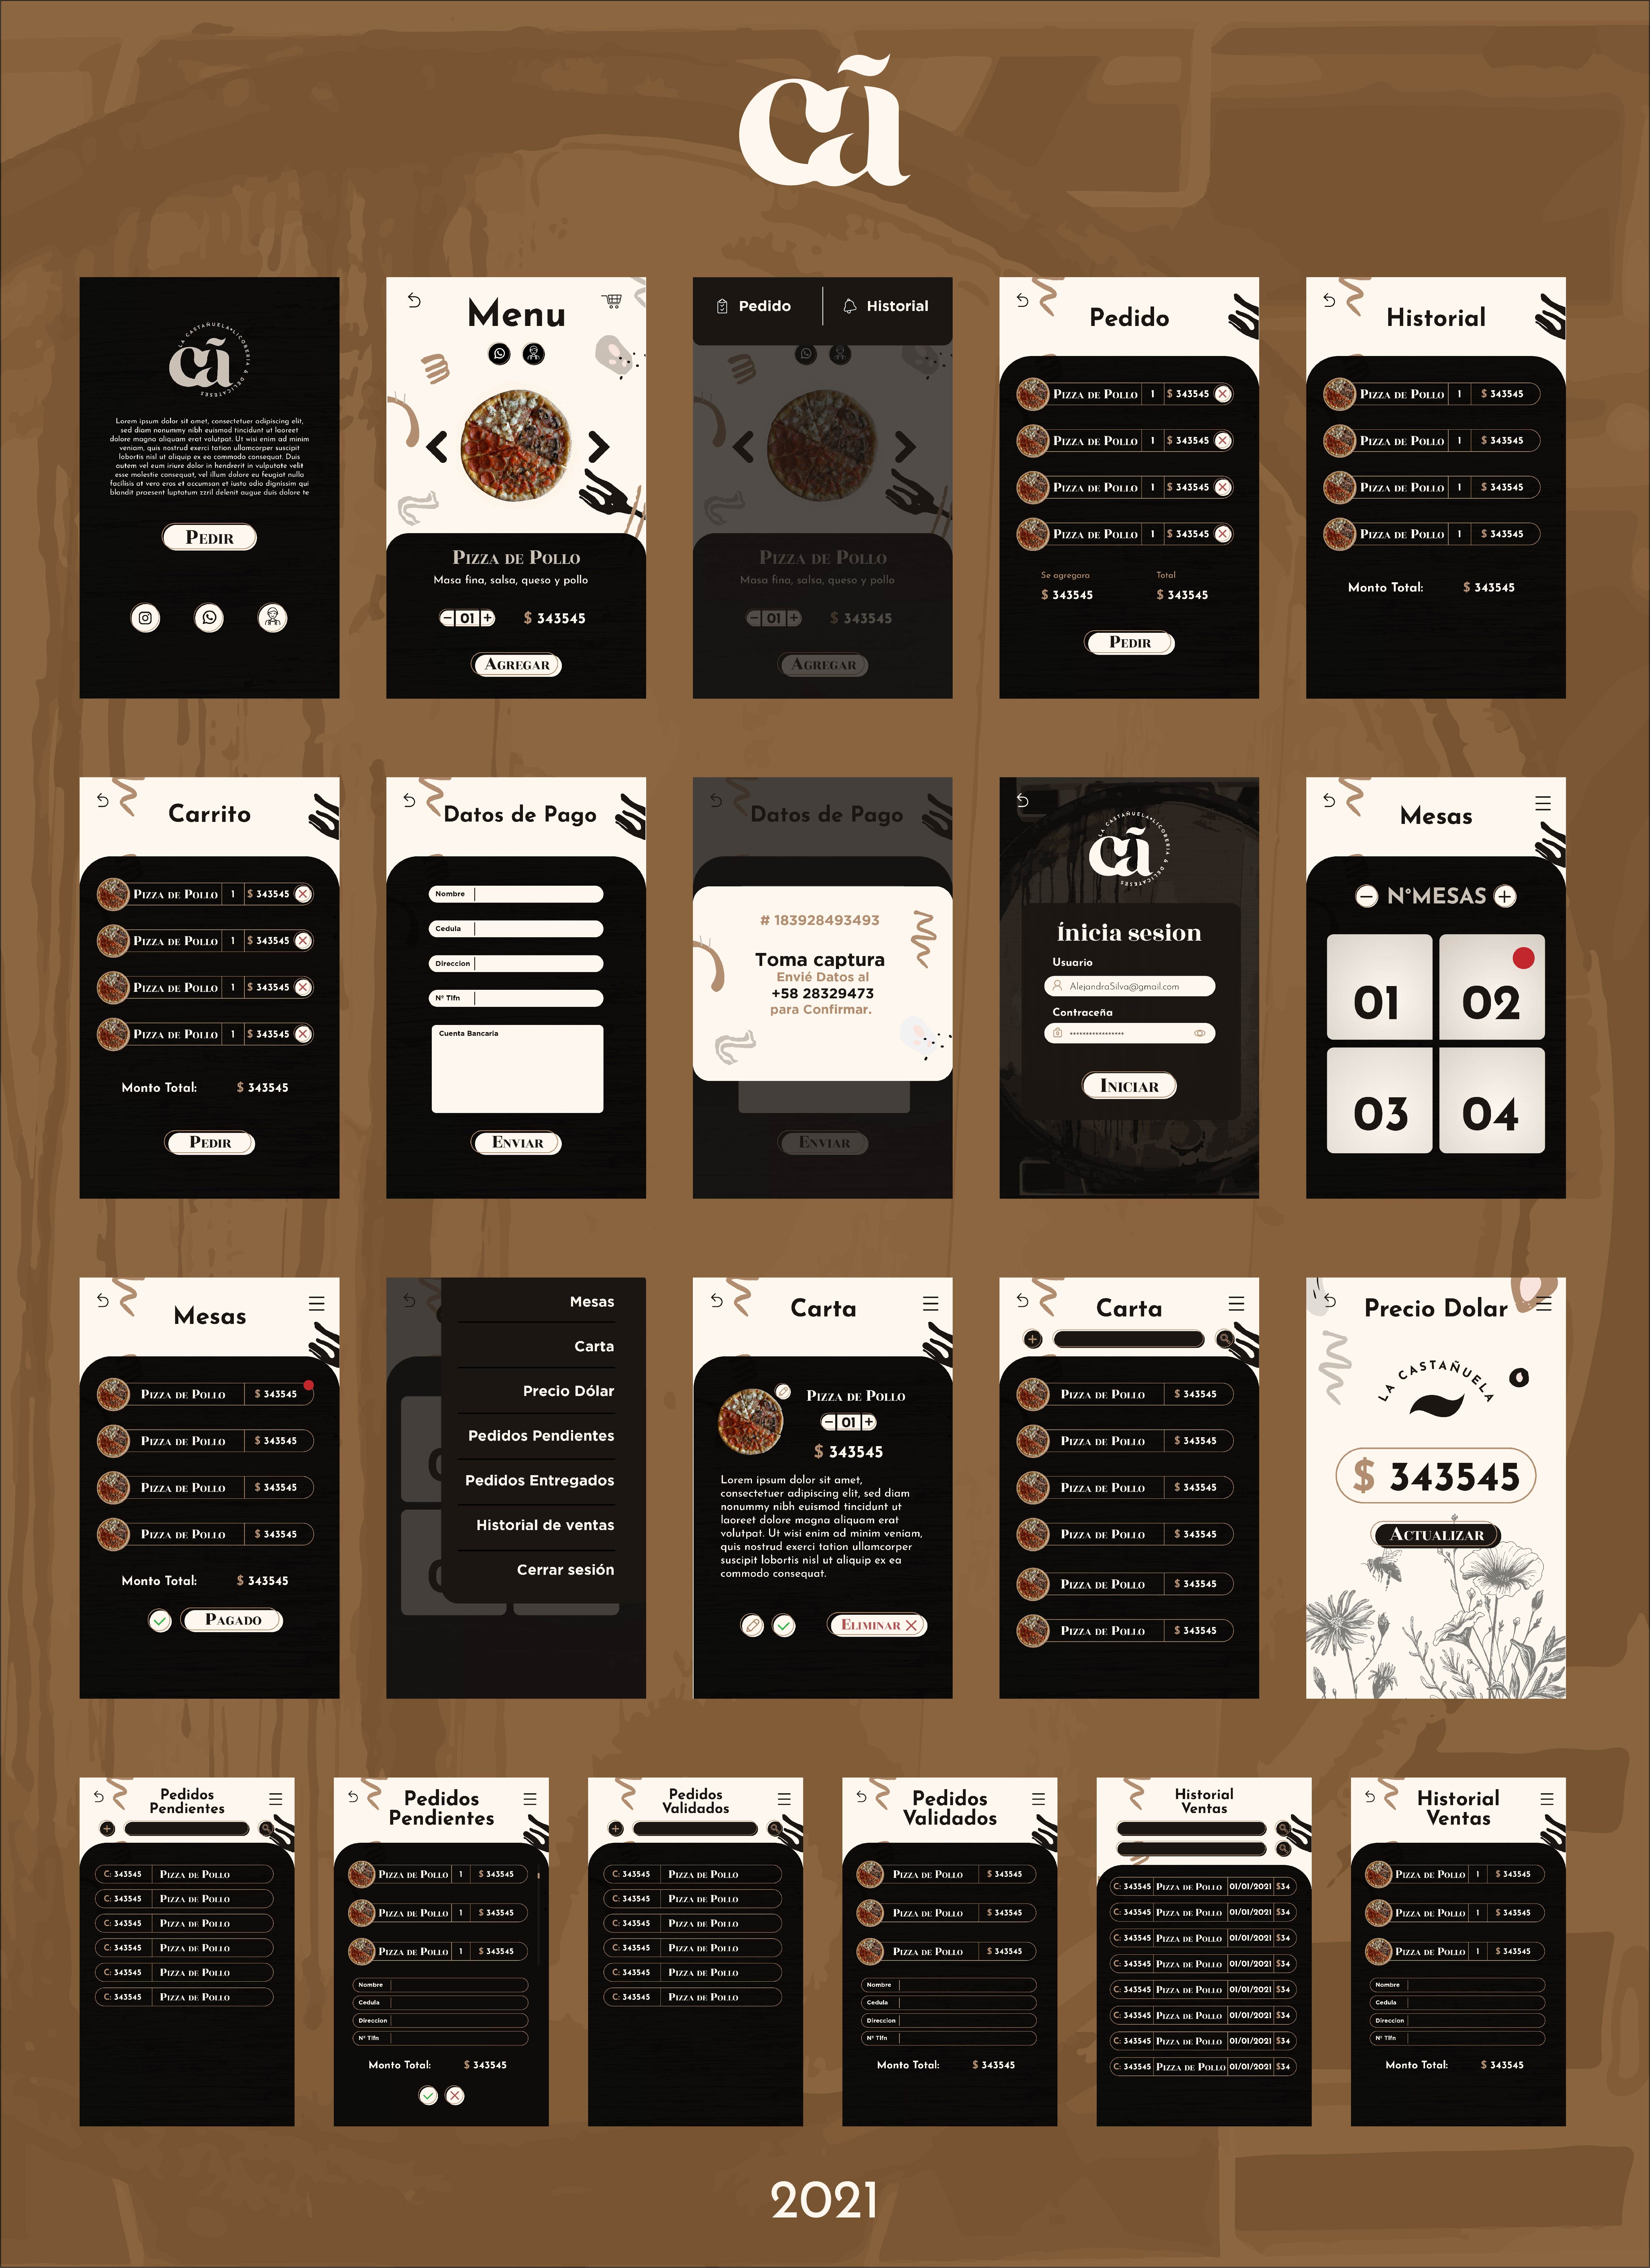 cã
LA CASTAÑUELA•LICORERIA & DELICATESES
cã
Lorem ipsum dolor sit amet, consectetuer adipiscing elit,
sed diam nonummy nibh euismod tincidunt ut laoreet
dolore magna aliquam erat volutpat. Ut wisi enim ad minim
veniam, quis nostrud exerci tation ullamcorper suscipit
lobortis nisl ut aliquip ex ea commodo consequat. Duis
autem vel eum iriure dolor in hendrerit in vulputate velit
esse molestie consequat, vel illum dolore eu feugiat nulla
facilisis at vero eros et accumsan et iusto odio dignissim qui
blandit praesent luptatum zzril delenit augue duis dolore te
Pedir
Menu
Pizza de Pollo
Masa fina, salsa, queso y pollo
− 01 + $ 343545
Agregar
Pedido Historial
Pizza de Pollo
Masa fina, salsa, queso y pollo
− 01 + $ 343545
Agregar
Pedido
Pizza de Pollo 1 $ 343545
Pizza de Pollo 1 $ 343545
Pizza de Pollo 1 $ 343545
Pizza de Pollo 1 $ 343545
Se agregara Total
$ 343545 $ 343545
Pedir
Historial
Pizza de Pollo 1 $ 343545
Pizza de Pollo 1 $ 343545
Pizza de Pollo 1 $ 343545
Pizza de Pollo 1 $ 343545
Monto Total: $ 343545
Carrito
Pizza de Pollo 1 $ 343545
Pizza de Pollo 1 $ 343545
Pizza de Pollo 1 $ 343545
Pizza de Pollo 1 $ 343545
Monto Total: $ 343545
Pedir
Datos de Pago
Nombre
Cedula
Direccion
Nº Tlfn
Cuenta Bancaria
Enviar
Datos de Pago
# 183928493493
Toma captura
Envié Datos al
+58 28329473
para Confirmar.
Enviar
LA CASTAÑUELA•LICORERIA & DELICATESES
cã
Inicia sesion
Usuario
AlejandraSilva@gmail.com
Contraceña
*****************
Iniciar
Mesas
− N°MESAS +
01 02
03 04
Mesas
Pizza de Pollo $ 343545
Pizza de Pollo $ 343545
Pizza de Pollo $ 343545
Pizza de Pollo $ 343545
Monto Total: $ 343545
Pagado
Mesas
Carta
Precio Dólar
Pedidos Pendientes
Pedidos Entregados
Historial de ventas
Cerrar sesión
Carta
Pizza de Pollo
− 01 +
$ 343545
Lorem ipsum dolor sit amet,
consectetuer adipiscing elit, sed diam
nonummy nibh euismod tincidunt ut
laoreet dolore magna aliquam erat
volutpat. Ut wisi enim ad minim veniam,
quis nostrud exerci tation ullamcorper
suscipit lobortis nisl ut aliquip ex ea
commodo consequat.
Eliminar
Carta
Pizza de Pollo $ 343545
Pizza de Pollo $ 343545
Pizza de Pollo $ 343545
Pizza de Pollo $ 343545
Pizza de Pollo $ 343545
Pizza de Pollo $ 343545
Precio Dolar
LA CASTAÑUELA
$ 343545
Actualizar
Pedidos
Pendientes
C: 343545 Pizza de Pollo
C: 343545 Pizza de Pollo
C: 343545 Pizza de Pollo
C: 343545 Pizza de Pollo
C: 343545 Pizza de Pollo
C: 343545 Pizza de Pollo
Pedidos
Pendientes
Pizza de Pollo 1 $ 343545
Pizza de Pollo 1 $ 343545
Pizza de Pollo 1 $ 343545
Nombre
Cedula
Direccion
Nº Tlfn
Monto Total: $ 343545
Pedidos
Validados
C: 343545 Pizza de Pollo
C: 343545 Pizza de Pollo
C: 343545 Pizza de Pollo
C: 343545 Pizza de Pollo
C: 343545 Pizza de Pollo
C: 343545 Pizza de Pollo
Pedidos
Validados
Pizza de Pollo $ 343545
Pizza de Pollo $ 343545
Pizza de Pollo $ 343545
Nombre
Cedula
Direccion
Nº Tlfn
Monto Total: $ 343545
Historial
Ventas
C: 343545 Pizza de Pollo 01/01/2021 $34
C: 343545 Pizza de Pollo 01/01/2021 $34
C: 343545 Pizza de Pollo 01/01/2021 $34
C: 343545 Pizza de Pollo 01/01/2021 $34
C: 343545 Pizza de Pollo 01/01/2021 $34
C: 343545 Pizza de Pollo 01/01/2021 $34
C: 343545 Pizza de Pollo 01/01/2021 $34
C: 343545 Pizza de Pollo 01/01/2021 $34
Historial
Ventas
Pizza de Pollo 1 $ 343545
Pizza de Pollo 1 $ 343545
Pizza de Pollo 1 $ 343545
Nombre
Cedula
Direccion
Nº Tlfn
Monto Total: $ 343545
2021